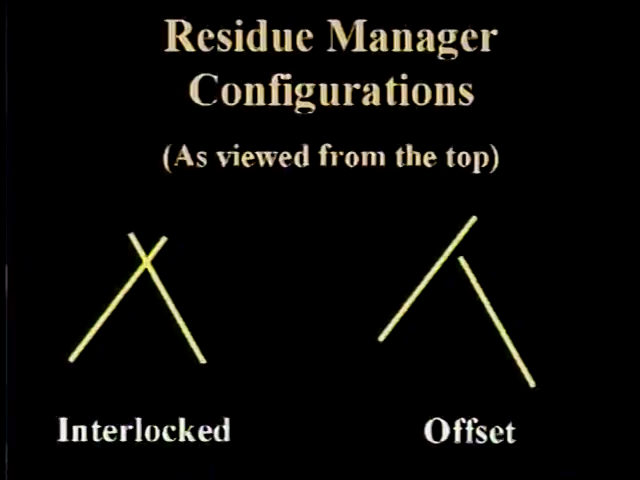 Residue Manager
Configurations
(As viewed from the top)
Interlocked
Offset